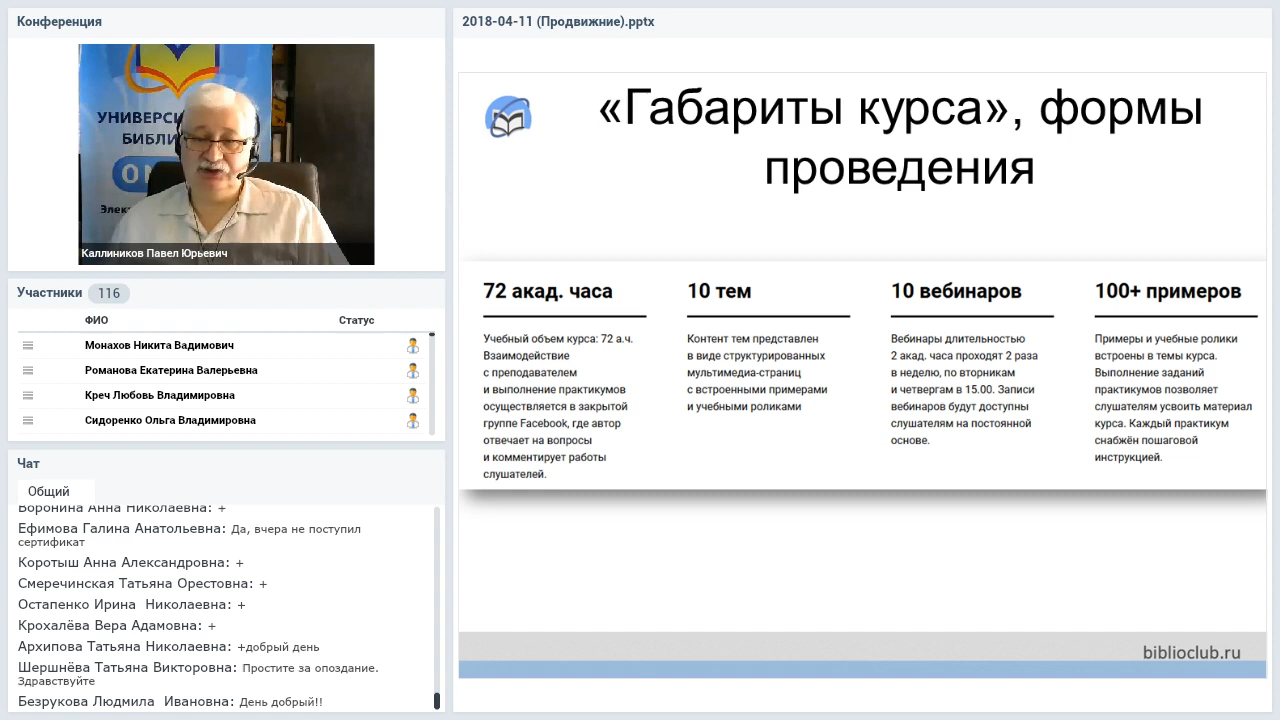 Конференция
УНИВЕРСИ
БИБЛИ
Каллиников Павел Юрьевич
Участники 116
ФИО Статус
Монахов Никита Вадимович
Романова Екатерина Валерьевна
Креч Любовь Владимировна
Сидоренко Ольга Владимировна
Чат
Общий
Воронина Анна Николаевна: +
Ефимова Галина Анатольевна: Да, вчера не поступил
сертификат
Коротыш Анна Александровна: +
Смеречинская Татьяна Орестовна: +
Остапенко Ирина Николаевна: +
Крохалёва Вера Адамовна: +
Архипова Татьяна Николаевна: +добрый день
Шершнёва Татьяна Викторовна: Простите за опоздание.
Здравствуйте
Безрукова Людмила Ивановна: День добрый!!
2018-04-11 (Продвижние).pptx
«Габариты курса», формы
проведения
72 акад. часа
Учебный объем курса: 72 а.ч.
Взаимодействие
с преподавателем
и выполнение практикумов
осуществляется в закрытой
группе Facebook, где автор
отвечает на вопросы
и комментирует работы
слушателей.
10 тем
Контент тем представлен
в виде структурированных
мультимедиа-страниц
с встроенными примерами
и учебными роликами
10 вебинаров
Вебинары длительностью
2 акад. часа проходят 2 раза
в неделю, по вторникам
и четвергам в 15.00. Записи
вебинаров будут доступны
слушателям на постоянной
основе.
100+ примеров
Примеры и учебные ролики
встроены в темы курса.
Выполнение заданий
практикумов позволяет
слушателям усвоить материал
курса. Каждый практикум
снабжён пошаговой
инструкцией.
biblioclub.ru